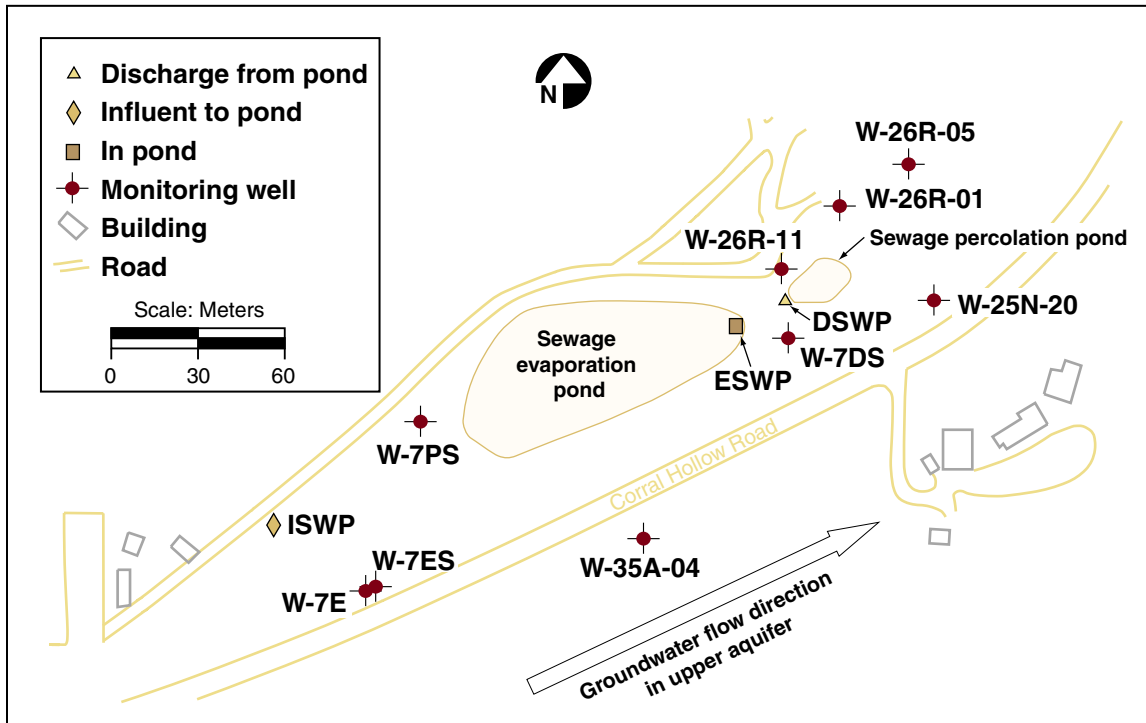 Discharge from pond
Influent to pond
In pond
Monitoring well
Building
Road
Scale: Meters
0 30 60
N
W-26R-05
W-26R-01
W-26R-11
Sewage percolation pond
W-25N-20
DSWP
W-7DS
ESWP
Sewage
evaporation
pond
W-7PS
Corral Hollow Road
ISWP
W-7ES
W-7E
W-35A-04
Groundwater flow direction
in upper aquifer